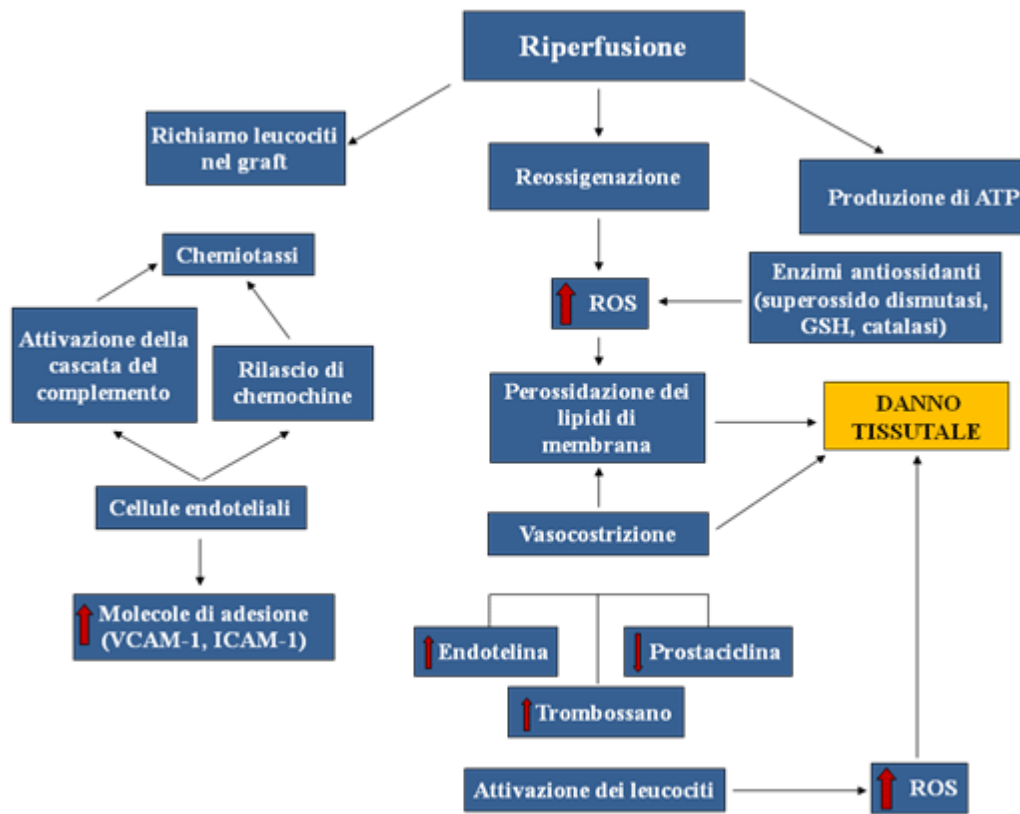 Riperfusione
Richiamo leucociti
nel graft
Reossigenazione
Produzione di ATP
Chemiotassi
ROS
Enzimi antiossidanti
(superossido dismutasi,
GSH, catalasi)
Attivazione della
cascata del
complemento
Rilascio di
chemochine
Perossidazione dei
lipidi di
membrana
DANNO
TISSUTALE
Cellule endoteliali
Vasocostrizione
Molecole di adesione
(VCAM-1, ICAM-1)
Endotelina
Prostaciclina
Trombossano
Attivazione dei leucociti
ROS